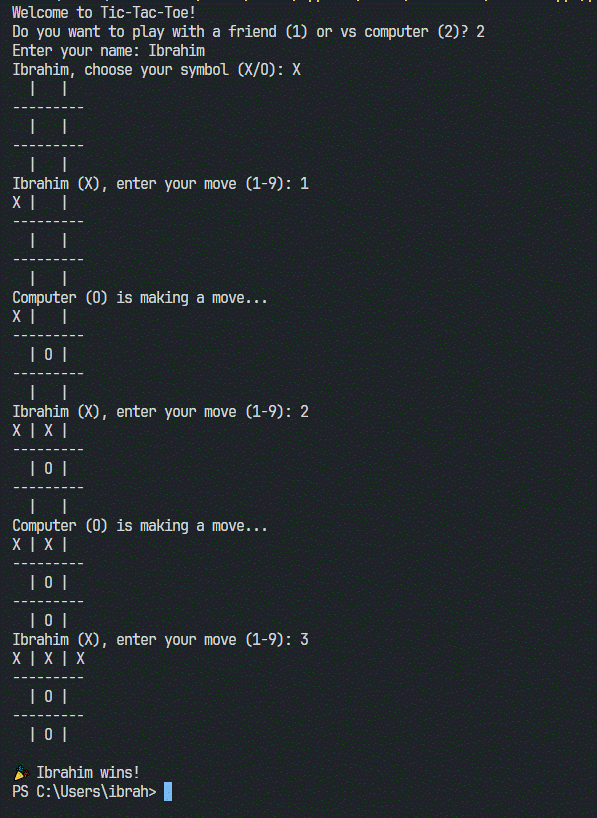 Welcome to Tic-Tac-Toe!
Do you want to play with a friend (1) or vs computer (2)? 2
Enter your name: Ibrahim
Ibrahim, choose your symbol (X/O): X
  |   |
---------
  |   |
---------
  |   |
Ibrahim (X), enter your move (1-9): 1
X |   |
---------
  |   |
---------
  |   |
Computer (O) is making a move...
X |   |
---------
  | O |
---------
  |   |
Ibrahim (X), enter your move (1-9): 2
X | X |
---------
  | O |
---------
  |   |
Computer (O) is making a move...
X | X |
---------
  | O |
---------
  | O |
Ibrahim (X), enter your move (1-9): 3
X | X | X
---------
  | O |
---------
  | O |

🎉 Ibrahim wins!
PS C:\Users\ibrah>